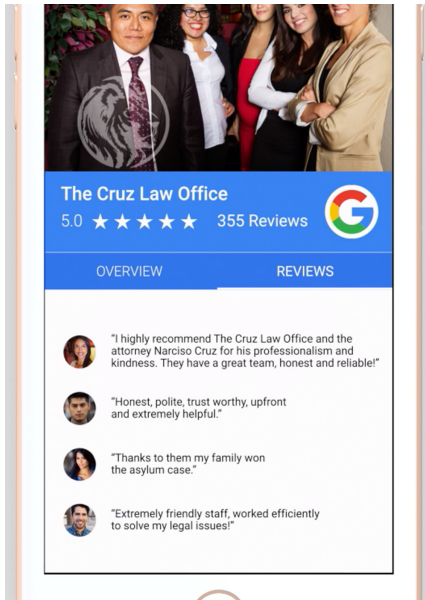 The Cruz Law Office
5.0 ★ ★ ★ ★ ★ 355 Reviews
G
OVERVIEW REVIEWS
“I highly recommend The Cruz Law Office and the
attorney Narciso Cruz for his professionalism and
kindness. They have a great team, honest and reliable!”
“Honest, polite, trust worthy, upfront
and extremely helpful.”
“Thanks to them my family won
the asylum case.”
“Extremely friendly staff, worked efficiently
to solve my legal issues!”